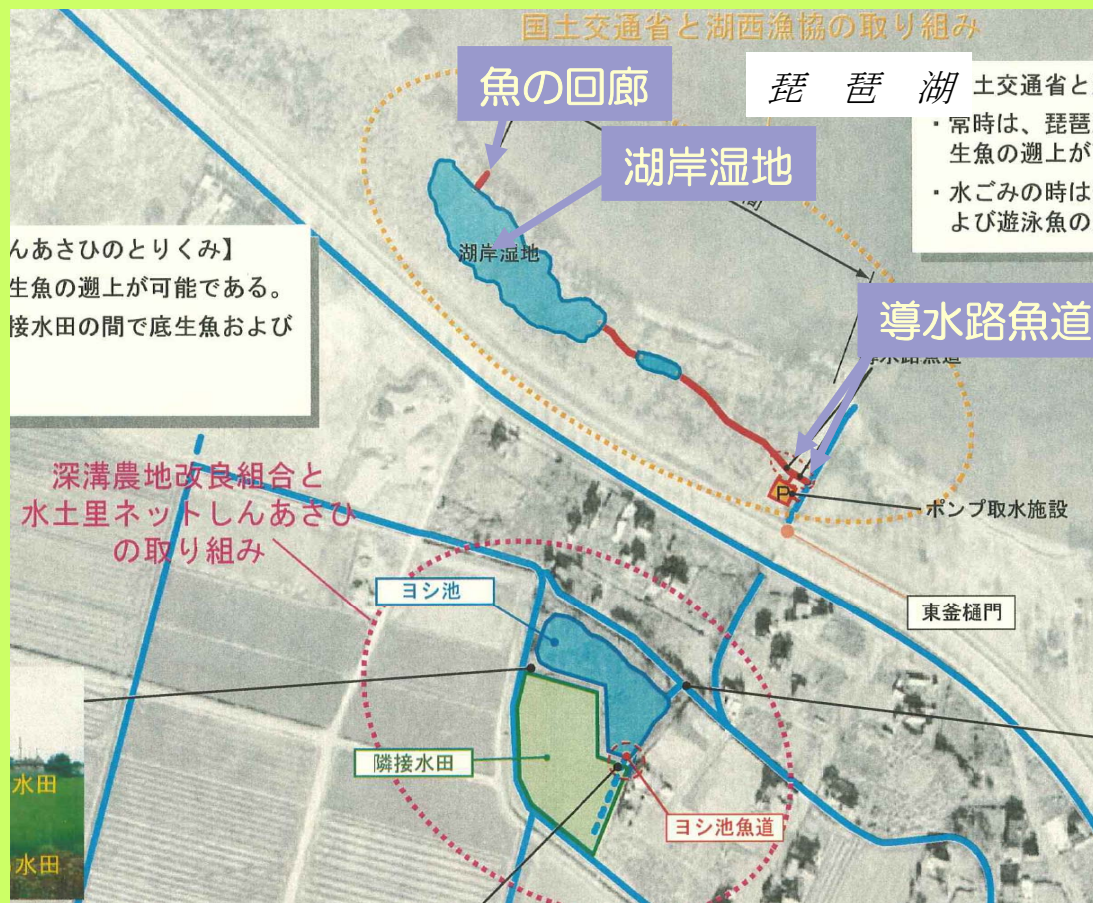 国土交通省と湖西漁協の取り組み
魚の回廊
琵 琶 湖
土交通省と
・常時は、琵琶
生魚の遡上が
・水ごみの時は
よび遊泳魚の
湖岸湿地
間
湖岸湿地
んあさひのとりくみ】
生魚の遡上が可能である。
接水田の間で底生魚および
導水路魚道
導水路魚道
P
ポンプ取水施設
深溝農地改良組合と
水土里ネットしんあさひ
の取り組み
ヨシ池
東釜樋門
隣接水田
ヨシ池魚道
水田
水田